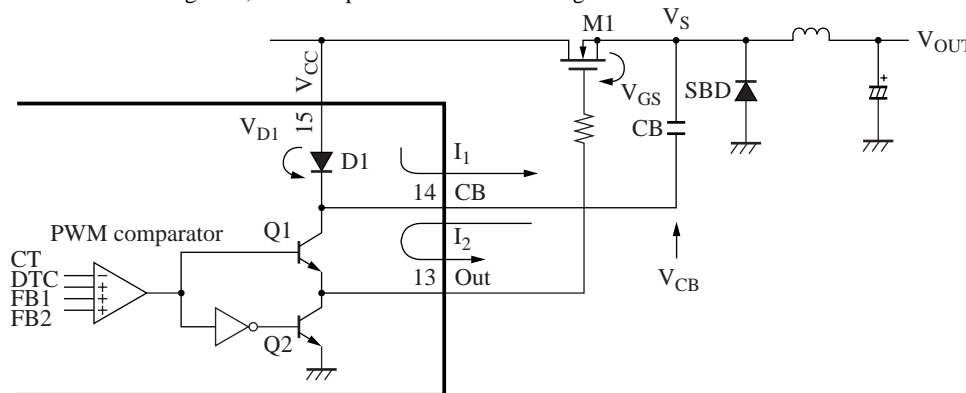 M1
V_S
V_OUT
V_CC
V_GS
SBD
+
CB
V_D1
15
D1
I_1
14 CB
PWM comparator
Q1
I_2
CT
DTC
FB1
FB2
−
+
+
+
13 Out
V_CB
Q2